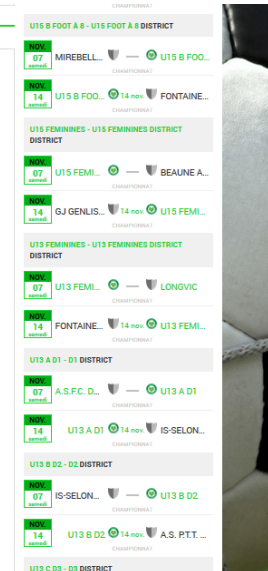 CHAMPIONNAT
U15 B FOOT À 8 - U15 FOOT À 8 DISTRICT
NOV.
07
samedi
MIREBELL... — U15 B FOO...
CHAMPIONNAT
NOV.
14
samedi
U15 B FOO... 14 nov. FONTAINE...
CHAMPIONNAT
U15 FEMININES - U15 FEMININES DISTRICT
DISTRICT
NOV.
07
samedi
U15 FEMI... — BEAUNE A...
CHAMPIONNAT
NOV.
14
samedi
GJ GENLIS... 14 nov. U15 FEMI...
CHAMPIONNAT
U13 FEMININES - U13 FEMININES DISTRICT
DISTRICT
NOV.
07
samedi
U13 FEMI... — LONGVIC
CHAMPIONNAT
NOV.
14
samedi
FONTAINE... 14 nov. U13 FEMI...
CHAMPIONNAT
U13 A D1 - D1 DISTRICT
NOV.
07
samedi
A.S.F.C. D... — U13 A D1
CHAMPIONNAT
NOV.
14
samedi
U13 A D1 14 nov. IS-SELON...
CHAMPIONNAT
U13 B D2 - D2 DISTRICT
NOV.
07
samedi
IS-SELON... — U13 B D2
CHAMPIONNAT
NOV.
14
samedi
U13 B D2 14 nov. A.S. P.T.T. ...
CHAMPIONNAT
U13 C D3 - D3 DISTRICT